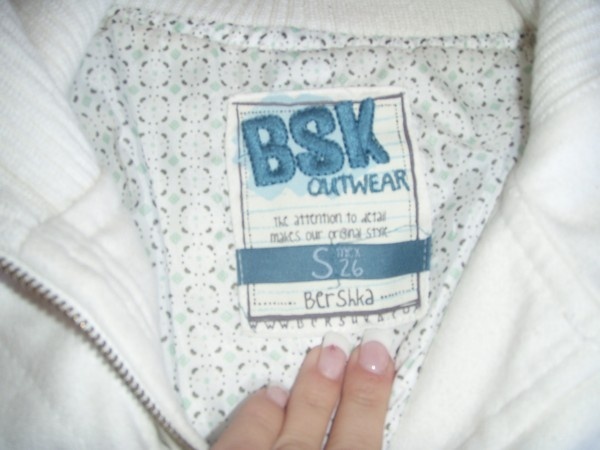 BSK
OUTWEAR
the attention to detail
makes our original style
S MEX 26
Bershka